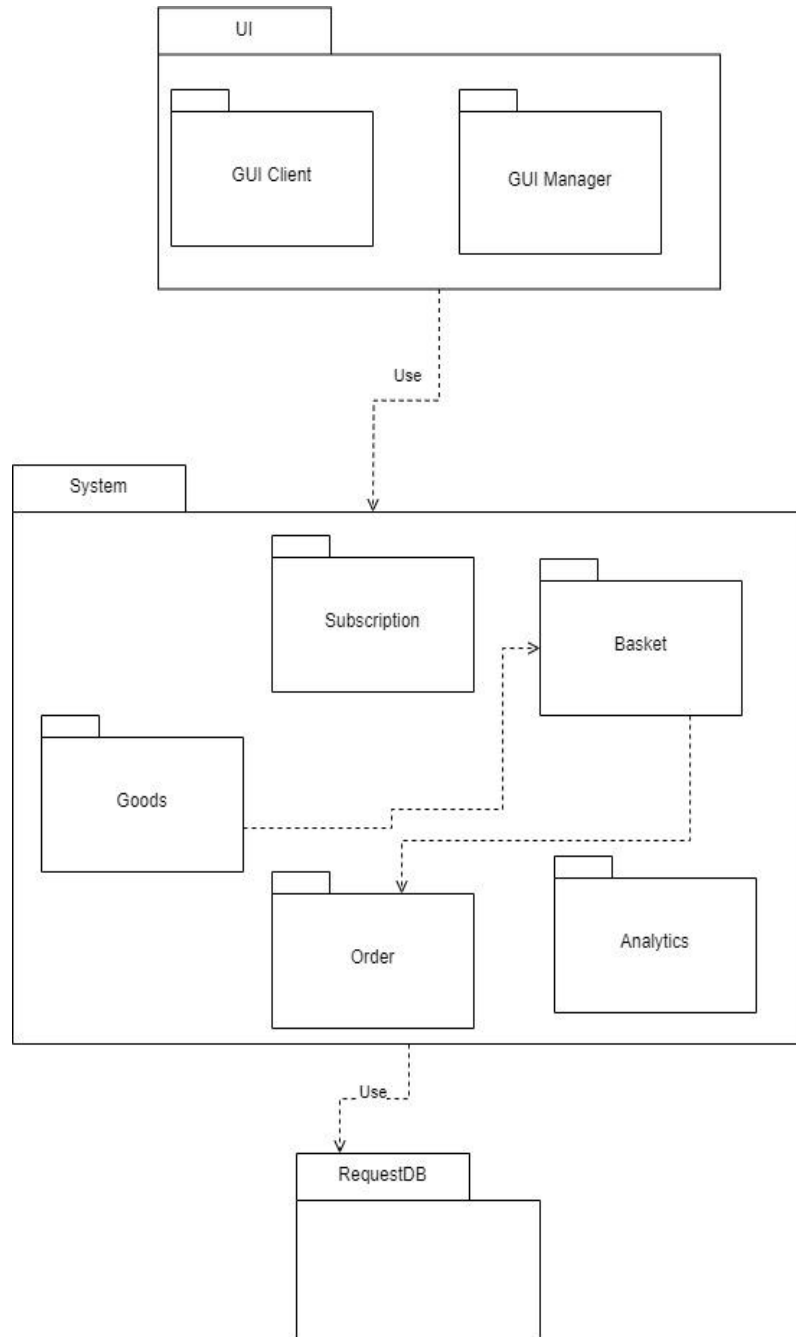 UI
GUI Client
GUI Manager
Use
System
Subscription
Basket
Goods
Order
Analytics
Use
RequestDB